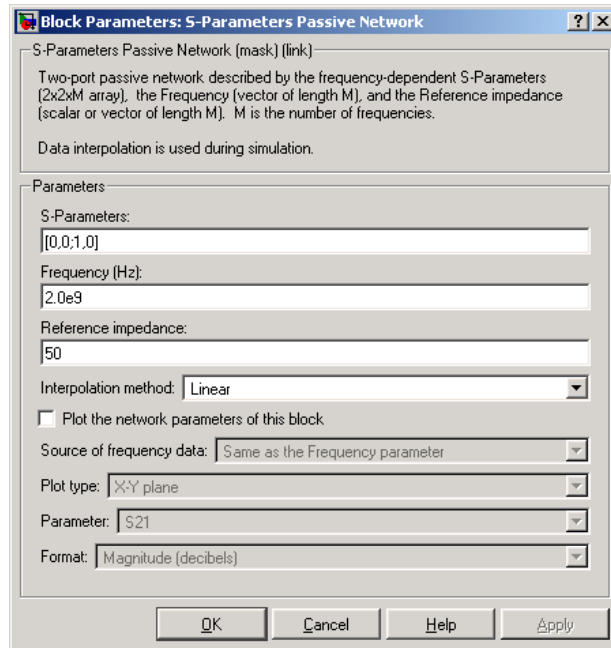 Block Parameters: S-Parameters Passive Network
S-Parameters Passive Network (mask) (link)
Two-port passive network described by the frequency-dependent S-Parameters
(2x2xM array),  the Frequency (vector of length M), and the Reference impedance
(scalar or vector of length M).  M is the number of frequencies.
Data interpolation is used during simulation.
Parameters
S-Parameters:
[0,0;1,0]
Frequency (Hz):
2.0e9
Reference impedance:
50
Interpolation method: Linear
Plot the network parameters of this block
Source of frequency data: Same as the Frequency parameter
Plot type: X-Y plane
Parameter: S21
Format: Magnitude (decibels)
OK Cancel Help Apply